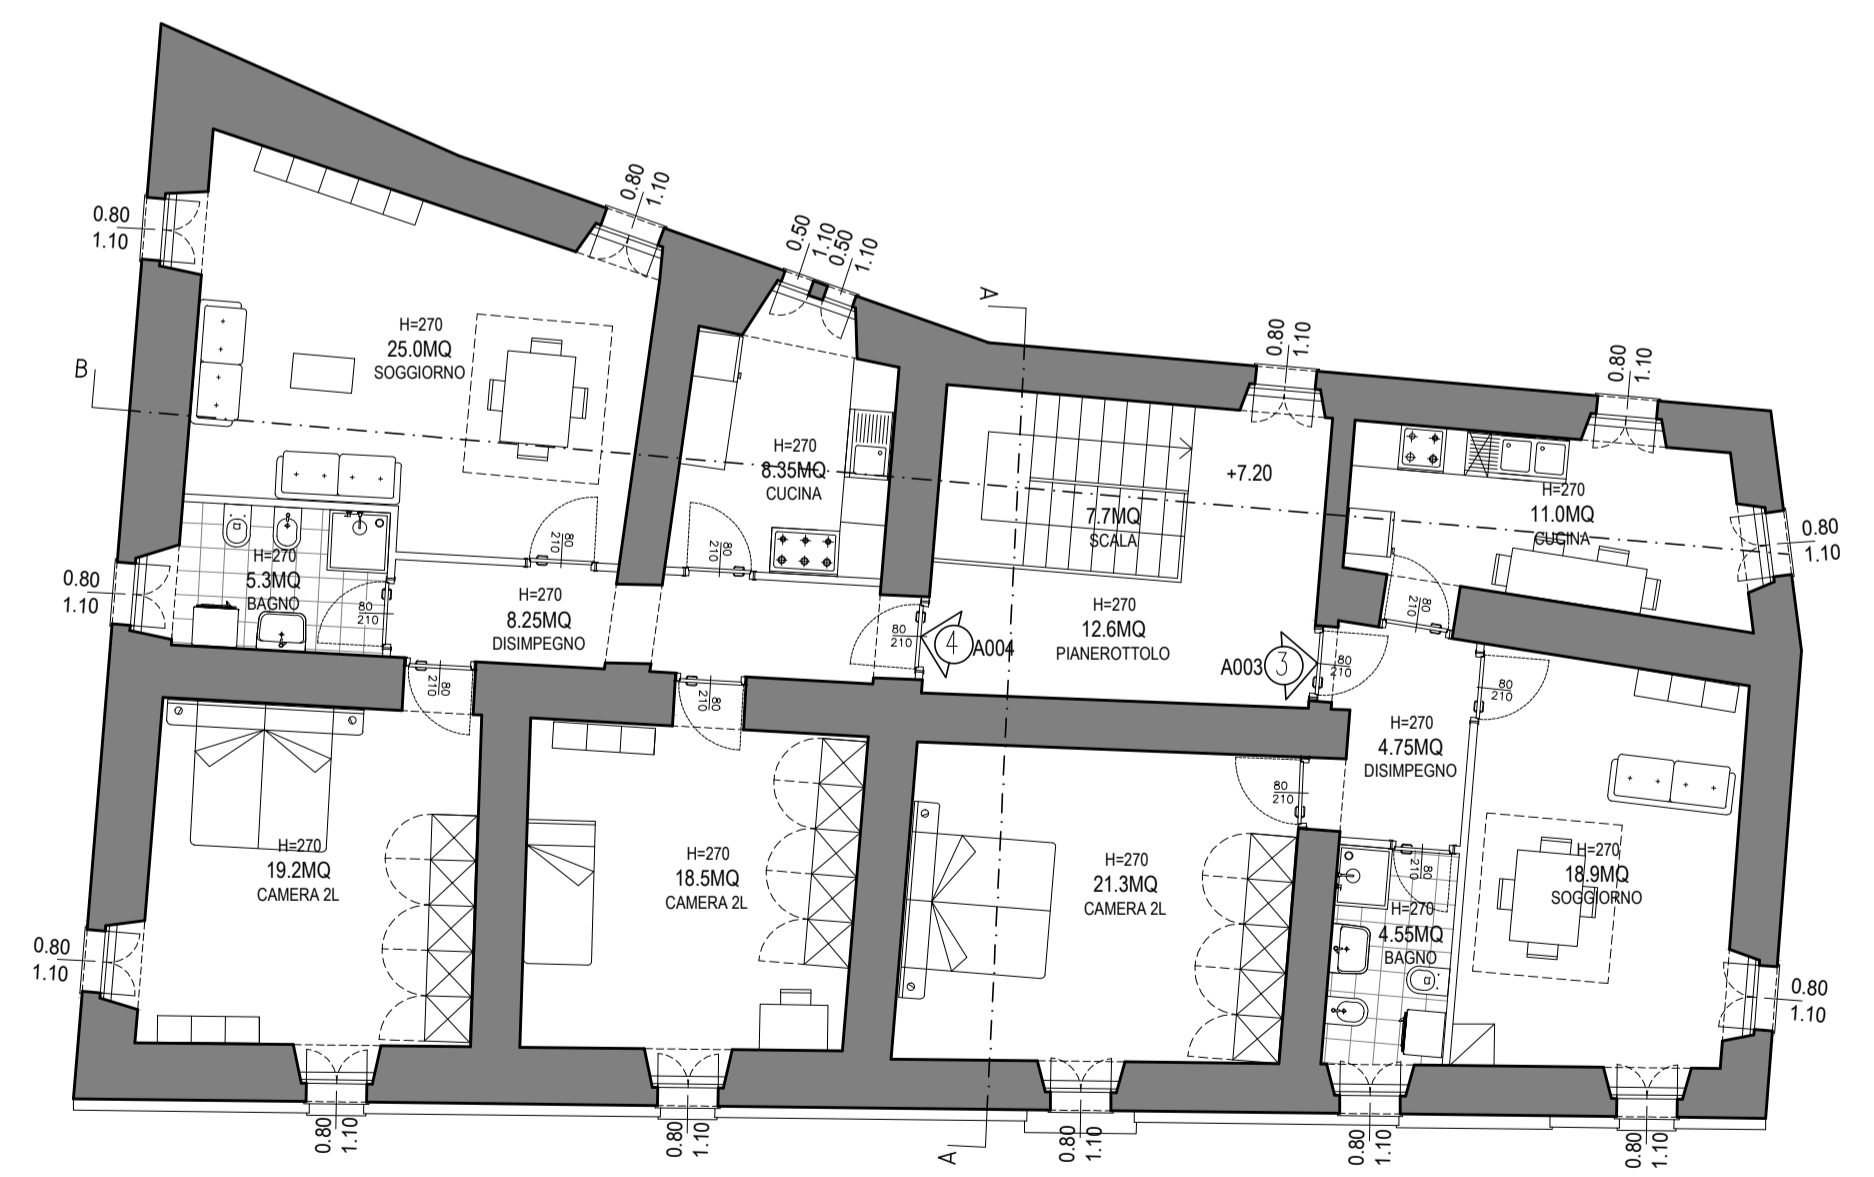 0.80
1.10
0.50
1.10
0.50
1.10
0.80
1.10
A
0.80
1.10
0.80
1.10
B
H=270
25.0MQ
SOGGIORNO
H=270
8.35MQ
CUCINA
+7.20
7.7MQ
SCALA
H=270
11.0MQ
CUCINA
0.80
1.10
0.80
1.10
H=270
5.3MQ
BAGNO
80
210
80
210
80
210
H=270
8.25MQ
DISIMPEGNO
80
210
4
A004
H=270
12.6MQ
PIANEROTTOLO
A003
3
80
210
80
210
80
210
80
210
80
210
H=270
4.75MQ
DISIMPEGNO
80
210
H=270
19.2MQ
CAMERA 2L
H=270
18.5MQ
CAMERA 2L
H=270
21.3MQ
CAMERA 2L
80
210
H=270
18.9MQ
SOGGIORNO
H=270
4.55MQ
BAGNO
0.80
1.10
0.80
1.10
0.80
1.10
0.80
1.10
A
0.80
1.10
0.80
1.10
0.80
1.10